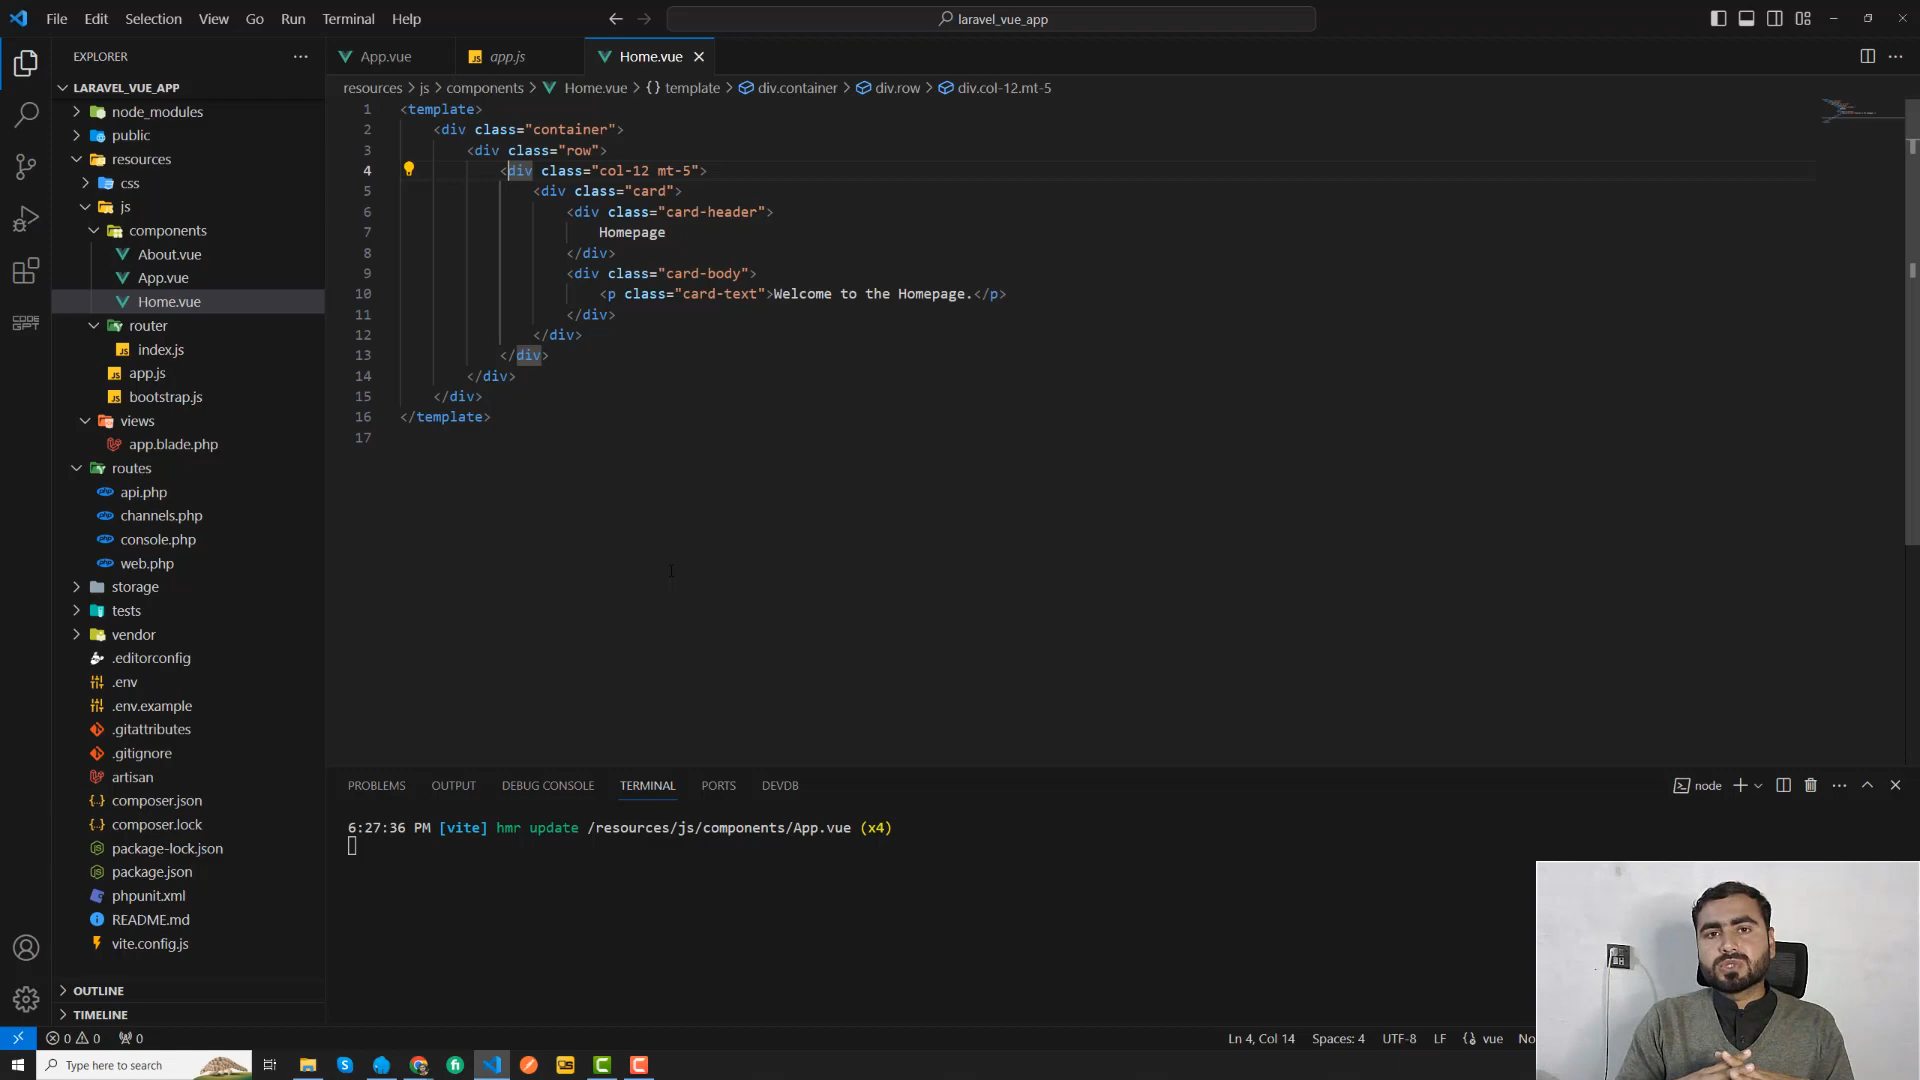 File Edit Selection View Go Run Terminal Help
laravel_vue_app
EXPLORER
LARAVEL_VUE_APP
node_modules
public
resources
css
js
components
About.vue
App.vue
Home.vue
router
index.js
app.js
bootstrap.js
views
app.blade.php
routes
api.php
channels.php
console.php
web.php
storage
tests
vendor
.editorconfig
.env
.env.example
.gitattributes
.gitignore
artisan
composer.json
composer.lock
package-lock.json
package.json
phpunit.xml
README.md
vite.config.js
OUTLINE
TIMELINE
App.vue app.js Home.vue
resources > js > components > Home.vue > {} template > div.container > div.row > div.col-12.mt-5
1 <template>
2 <div class="container">
3 <div class="row">
4 <div class="col-12 mt-5">
5 <div class="card">
6 <div class="card-header">
7 Homepage
8 </div>
9 <div class="card-body">
10 <p class="card-text">Welcome to the Homepage.</p>
11 </div>
12 </div>
13 </div>
14 </div>
15 </div>
16 </template>
17
PROBLEMS OUTPUT DEBUG CONSOLE TERMINAL PORTS DEVDB
node
6:27:36 PM [vite] hmr update /resources/js/components/App.vue (x4)
0 0 0
Ln 4, Col 14 Spaces: 4 UTF-8 LF {} vue No
Type here to search